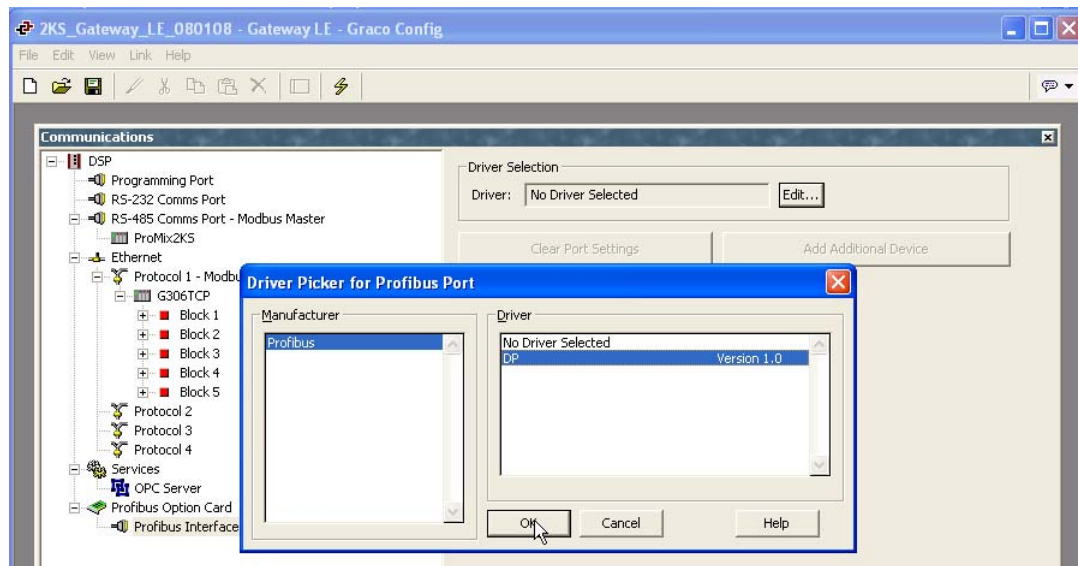 2KS_Gateway_LE_080108 - Gateway LE - Graco Config
File Edit View Link Help
Communications
DSP
Programming Port
RS-232 Comms Port
RS-485 Comms Port - Modbus Master
ProMix2KS
Ethernet
Protocol 1 - Modbu
G306TCP
Block 1
Block 2
Block 3
Block 4
Block 5
Protocol 2
Protocol 3
Protocol 4
Services
OPC Server
Profibus Option Card
Profibus Interface
Driver Selection
Driver: No Driver Selected Edit...
Clear Port Settings Add Additional Device
Driver Picker for Profibus Port
Manufacturer
Profibus
Driver
No Driver Selected
DP Version 1.0
OK Cancel Help